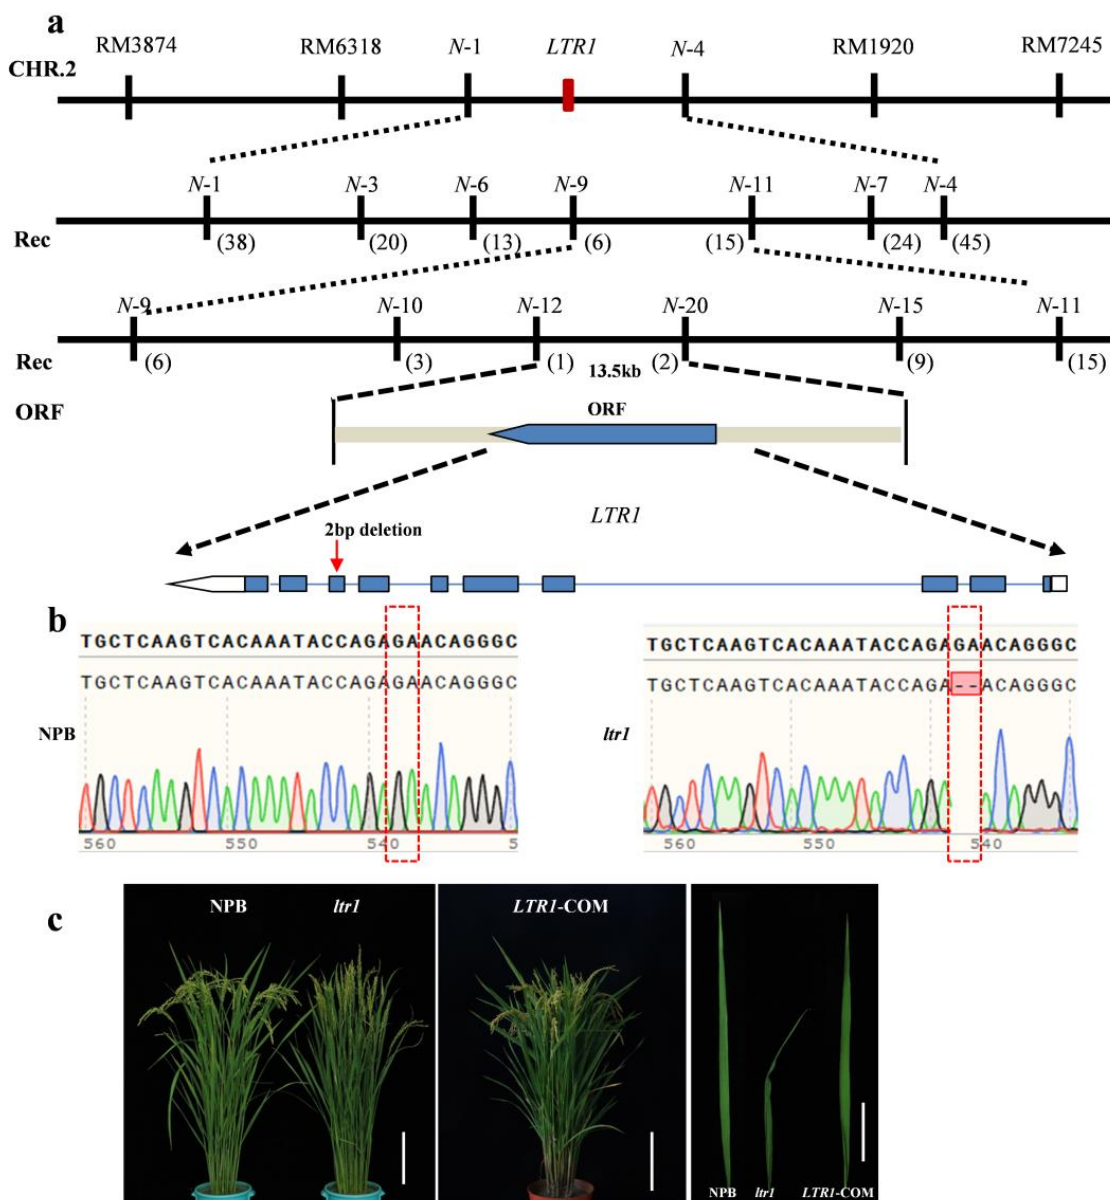 a
RM3874 RM6318 N-1 LTR1 N-4 RM1920 RM7245
CHR.2
N-1 N-3 N-6 N-9 N-11 N-7 N-4
Rec (38) (20) (13) (6) (15) (24) (45)
N-9 N-10 N-12 N-20 N-15 N-11
Rec (6) (3) (1) (2) (9) (15)
13.5kb
ORF
ORF
LTR1
2bp deletion
b
TGCTCAAGTCACAAATACCAGAGAACAGGGC
TGCTCAAGTCACAAATACCAGAGAACAGGGC
NPB
560 550 540 5
TGCTCAAGTCACAAATACCAGAGAACAGGGC
TGCTCAAGTCACAAATACCAGA--ACAGGGC
ltr1
560 550 540
c
NPB ltr1 LTR1-COM
NPB ltr1 LTR1-COM